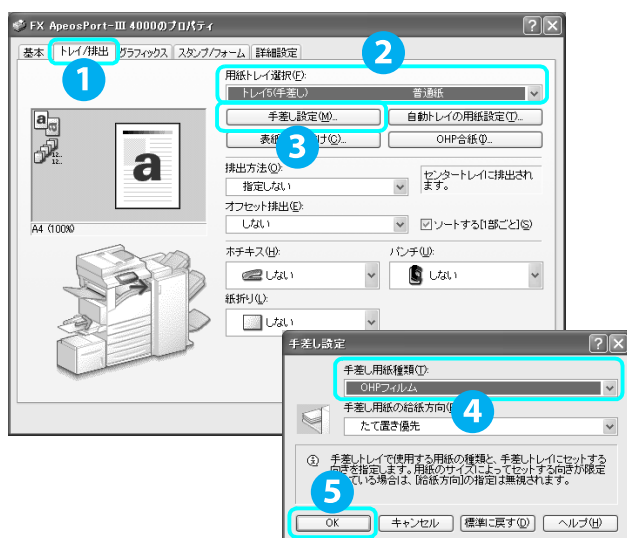 FX ApeosPort-III 4000のプロパティ
基本 トレイ/排出 グラフィックス スタンプ/フォーム 詳細設定
1
2
用紙トレイ選択(F):
トレイ5(手差し) 普通紙
手差し設定(M)... 自動トレイの用紙設定(T)...
3
表紙 け(C)... OHP合紙(I)...
a
12..
12..
a
A4 (100%)
排出方法(O):
指定しない
センタートレイに排出され
ます。
オフセット排出(E):
しない ソートする[1部ごと](S)
ホチキス(H): パンチ(U):
しない しない
紙折り(L):
しない
手差し設定
手差し用紙種類(T):
OHPフィルム
手差し用紙の給紙方向
4
たて置き優先
手差しトレイで使用する用紙の種類と、手差しトレイにセットする
向きを指定します。用紙のサイズによってセットする向きが限定
ている場合は、[給紙方向]の指定は無視されます。
5
OK キャンセル 標準に戻す(D) ヘルプ(H)